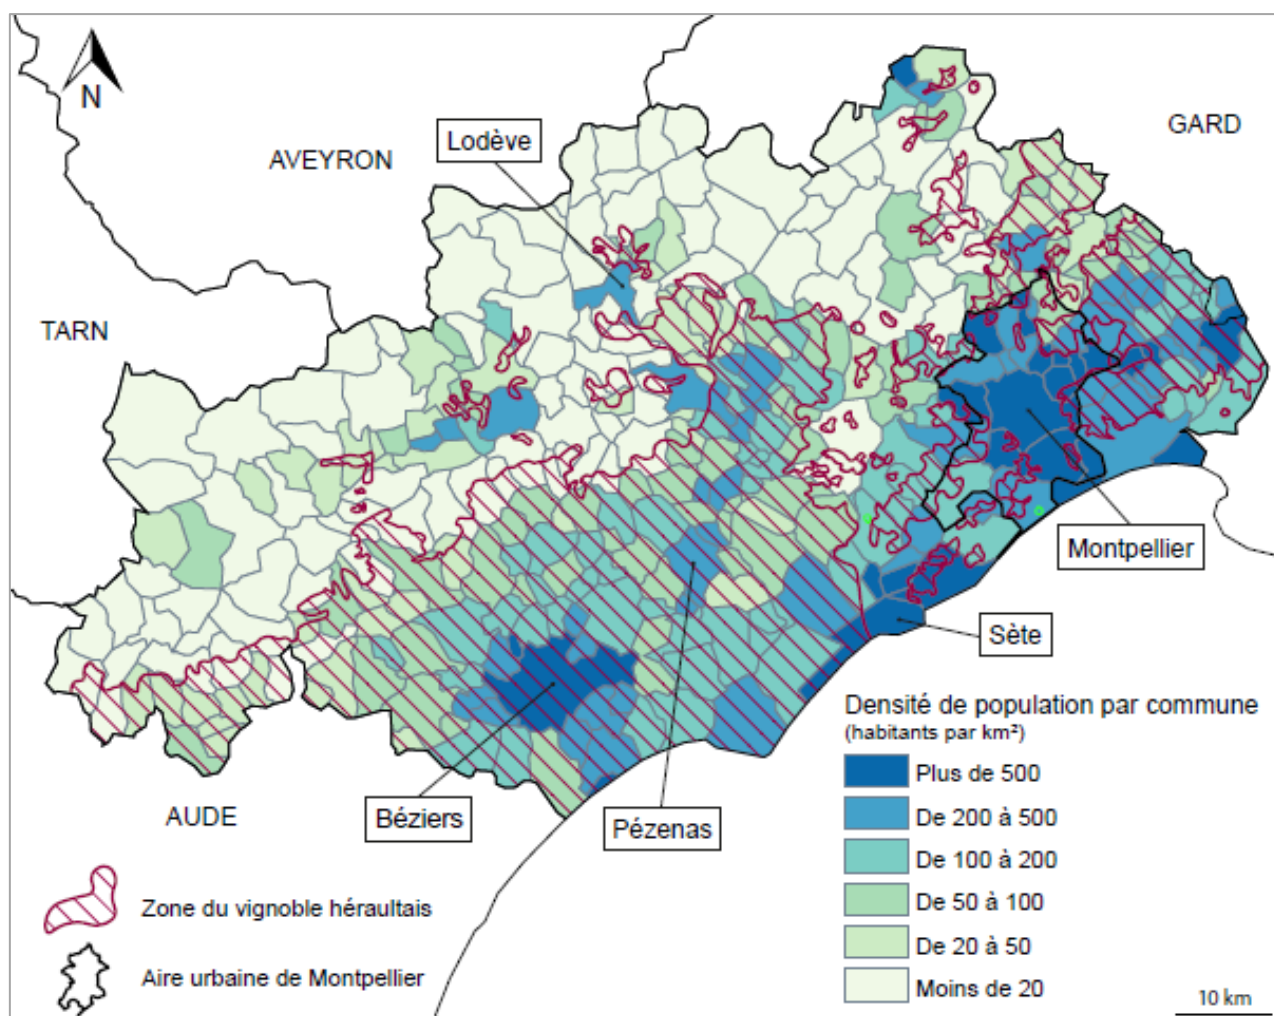 N
GARD
Lodève
AVEYRON
TARN
Montpellier
Sète
Béziers
Pézenas
AUDE
Densité de population par commune
(habitants par km²)
Plus de 500
De 200 à 500
De 100 à 200
De 50 à 100
De 20 à 50
Moins de 20
Zone du vignoble héraultais
Aire urbaine de Montpellier
10 km